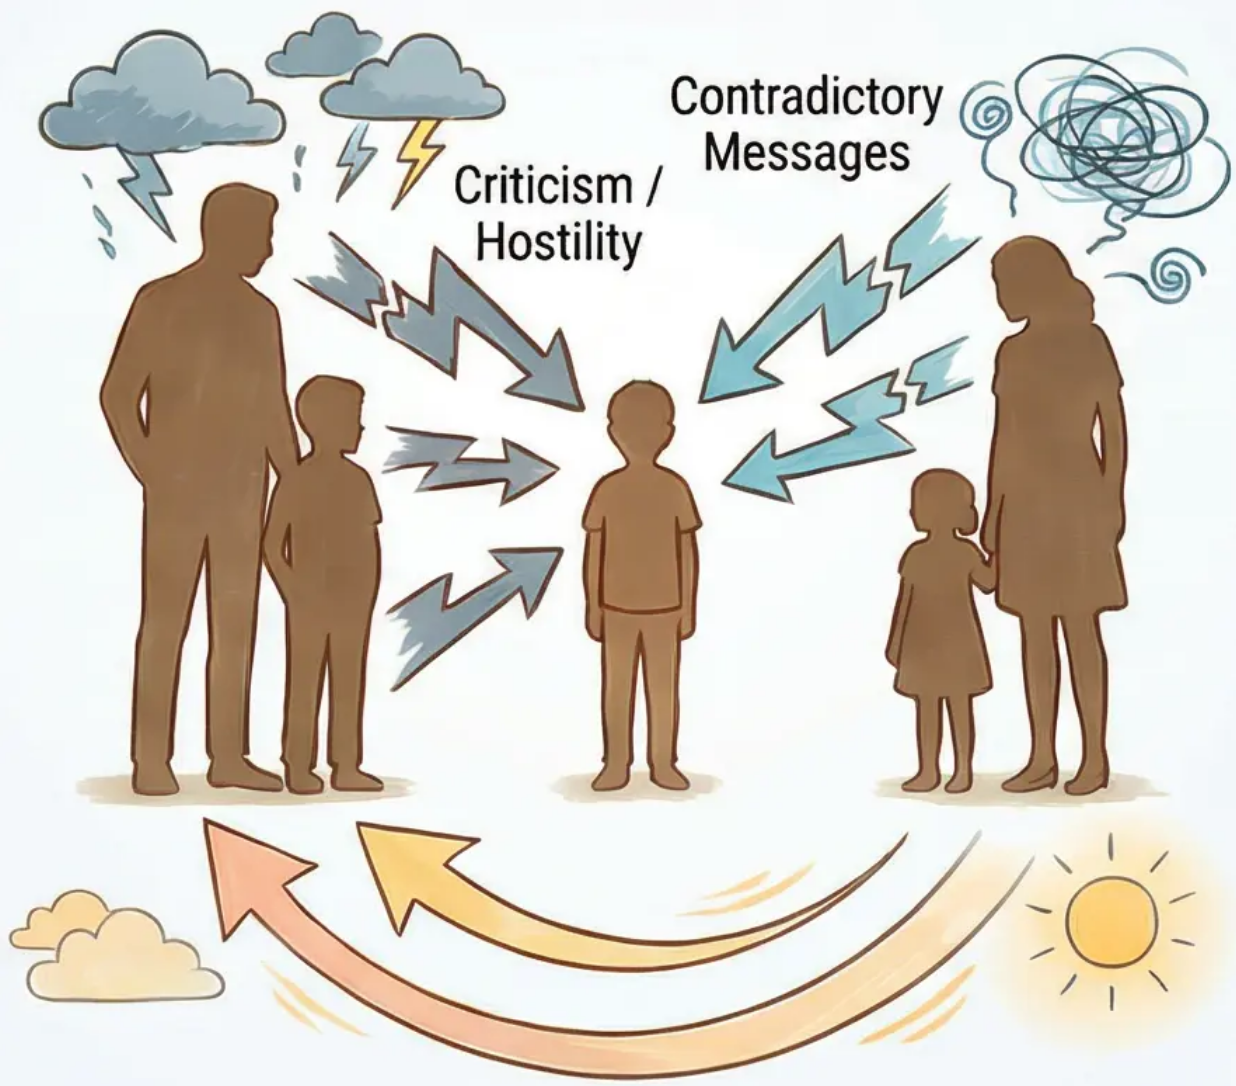 Criticism /
Hostility
Contradictory
Messages